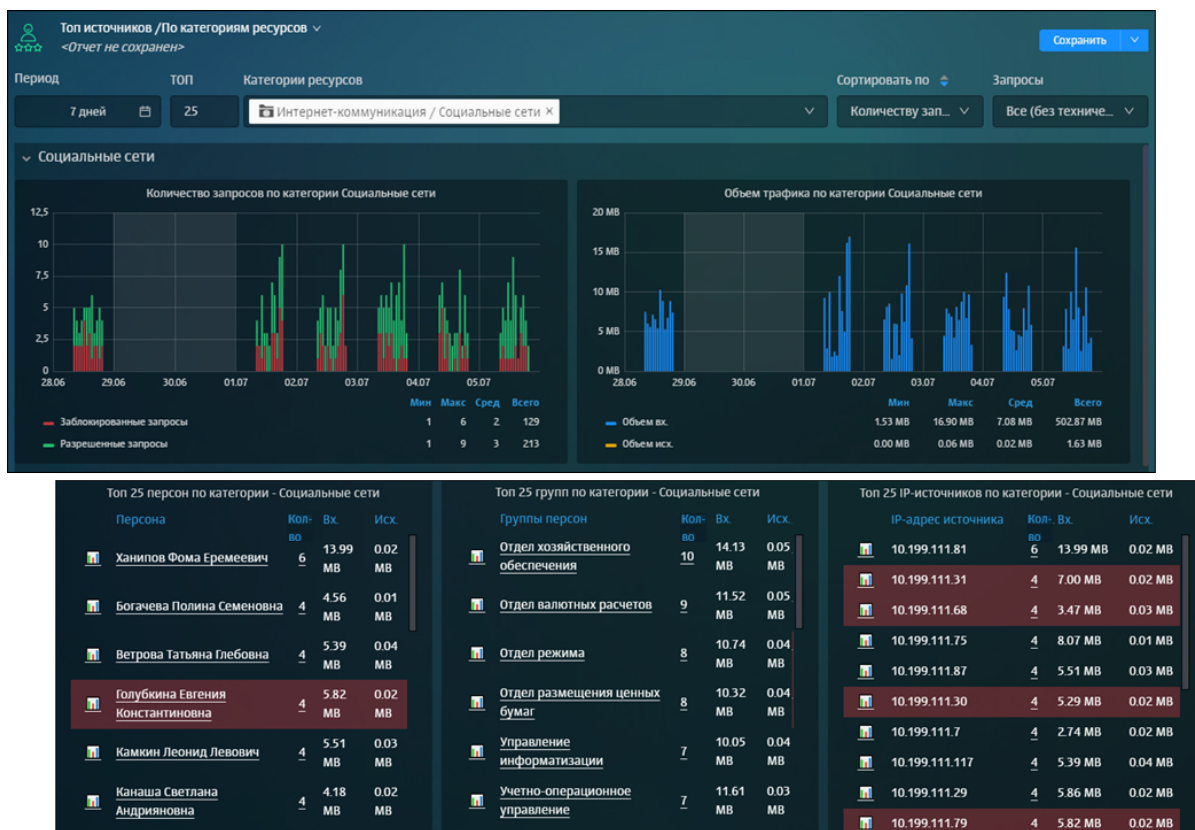 Топ источников /По категориям ресурсов
<Отчет не сохранен>
Сохранить
Период ТОП Категории ресурсов Сортировать по Запросы
7 дней 25 Интернет-коммуникация / Социальные сети × Количеству зап... Все (без техниче...
Социальные сети
Количество запросов по категории Социальные сети
12,5
10
7,5
5
2,5
0
28.06 29.06 30.06 01.07 02.07 03.07 04.07 05.07
Мин Макс Сред Всего
Заблокированные запросы 1 6 2 129
Разрешенные запросы 1 9 3 213
Объем трафика по категории Социальные сети
20 MB
15 MB
10 MB
5 MB
0 MB
28.06 29.06 30.06 01.07 02.07 03.07 04.07 05.07
Мин Макс Сред Всего
Объем вх. 1.53 MB 16.90 MB 7.08 MB 502.87 MB
Объем исх. 0.00 MB 0.06 MB 0.02 MB 1.63 MB
Топ 25 персон по категории - Социальные сети
Персона Кол-во Вх. Исх.
Ханипов Фома Еремеевич 6 13.99 MB 0.02 MB
Богачева Полина Семеновна 4 4.56 MB 0.01 MB
Ветрова Татьяна Глебовна 4 5.39 MB 0.04 MB
Голубкина Евгения
Константиновна 4 5.82 MB 0.02 MB
Камкин Леонид Левович 4 5.51 MB 0.03 MB
Канаша Светлана
Андрияновна 4 4.18 MB 0.02 MB
Топ 25 групп по категории - Социальные сети
Группы персон Кол-во Вх. Исх.
Отдел хозяйственного
обеспечения 10 14.13 MB 0.05 MB
Отдел валютных расчетов 9 11.52 MB 0.05 MB
Отдел режима 8 10.74 MB 0.04 MB
Отдел размещения ценных
бумаг 8 10.32 MB 0.04 MB
Управление
информатизации 7 10.05 MB 0.04 MB
Учетно-операционное
управление 7 11.61 MB 0.03 MB
Топ 25 IP-источников по категории - Социальные сети
IP-адрес источника Кол-во Вх. Исх.
10.199.111.81 6 13.99 MB 0.02 MB
10.199.111.31 4 7.00 MB 0.02 MB
10.199.111.68 4 3.47 MB 0.03 MB
10.199.111.75 4 8.07 MB 0.01 MB
10.199.111.87 4 5.51 MB 0.03 MB
10.199.111.30 4 5.29 MB 0.02 MB
10.199.111.7 4 2.74 MB 0.02 MB
10.199.111.117 4 5.39 MB 0.04 MB
10.199.111.29 4 5.86 MB 0.02 MB
10.199.111.79 4 5.82 MB 0.02 MB